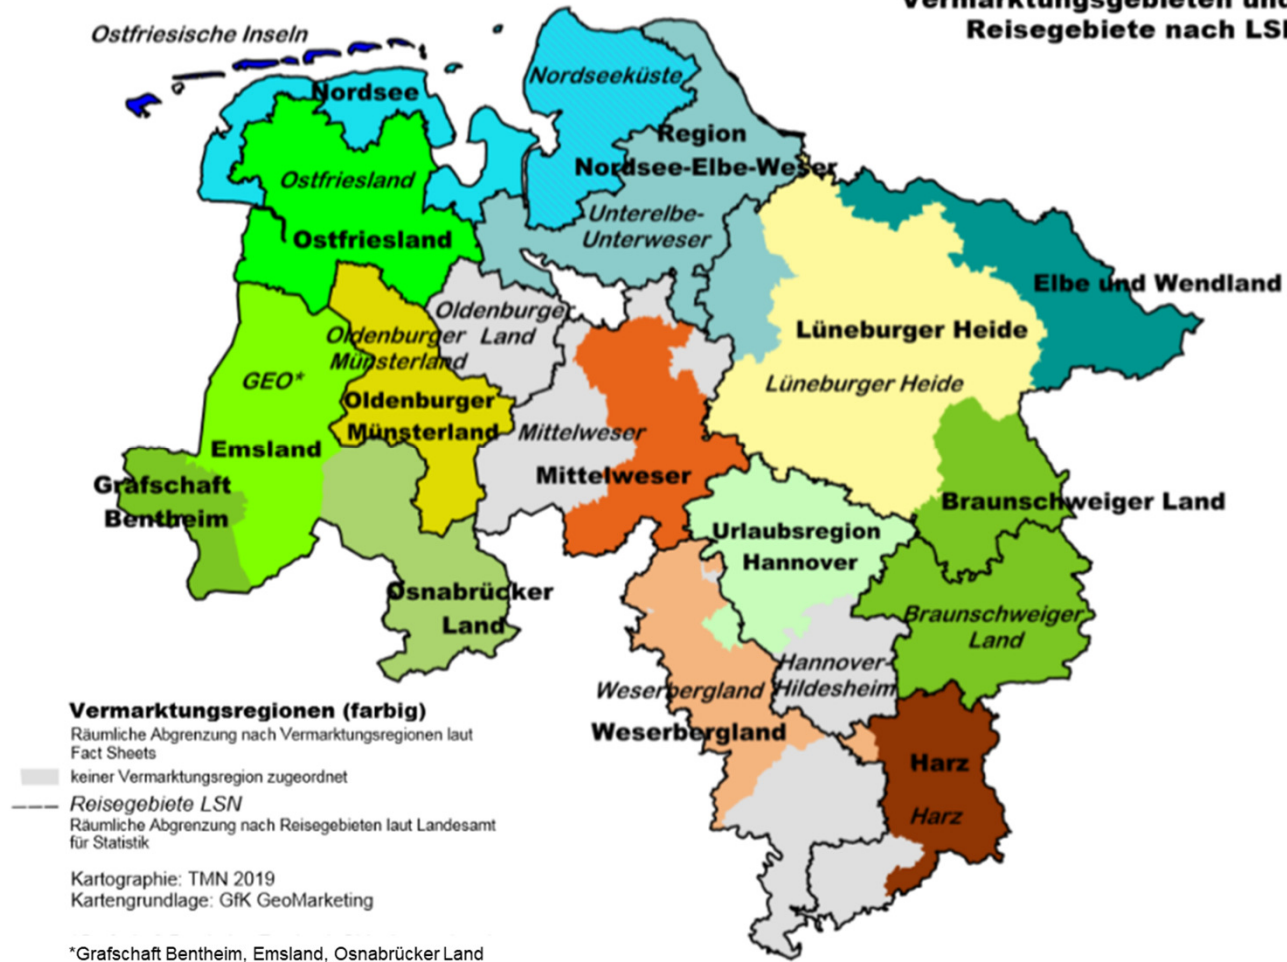 Vermarktungsgebieten und
Reisegebiete nach LSN
Ostfriesische Inseln
Nordsee
Nordseeküste
Region
Nordsee-Elbe-Weser
Ostfriesland
Unterelbe-
Unterweser
Ostfriesland
Elbe und Wendland
Oldenburger
Land
Oldenburger
Münsterland
Lüneburger Heide
GEO*
Lüneburger Heide
Oldenburger
Münsterland
Mittelweser
Emsland
Mittelweser
Grafschaft
Bentheim
Braunschweiger Land
Urlaubsregion
Hannover
Osnabrücker
Land
Braunschweiger
Land
Hannover-
Hildesheim
Weserbergland
Weserbergland
Harz
Harz
Vermarktungsregionen (farbig)
Räumliche Abgrenzung nach Vermarktungsregionen laut
Fact Sheets
keiner Vermarktungsregion zugeordnet
Reisegebiete LSN
Räumliche Abgrenzung nach Reisegebieten laut Landesamt
für Statistik
Kartographie: TMN 2019
Kartengrundlage: GfK GeoMarketing
*Grafschaft Bentheim, Emsland, Osnabrücker Land